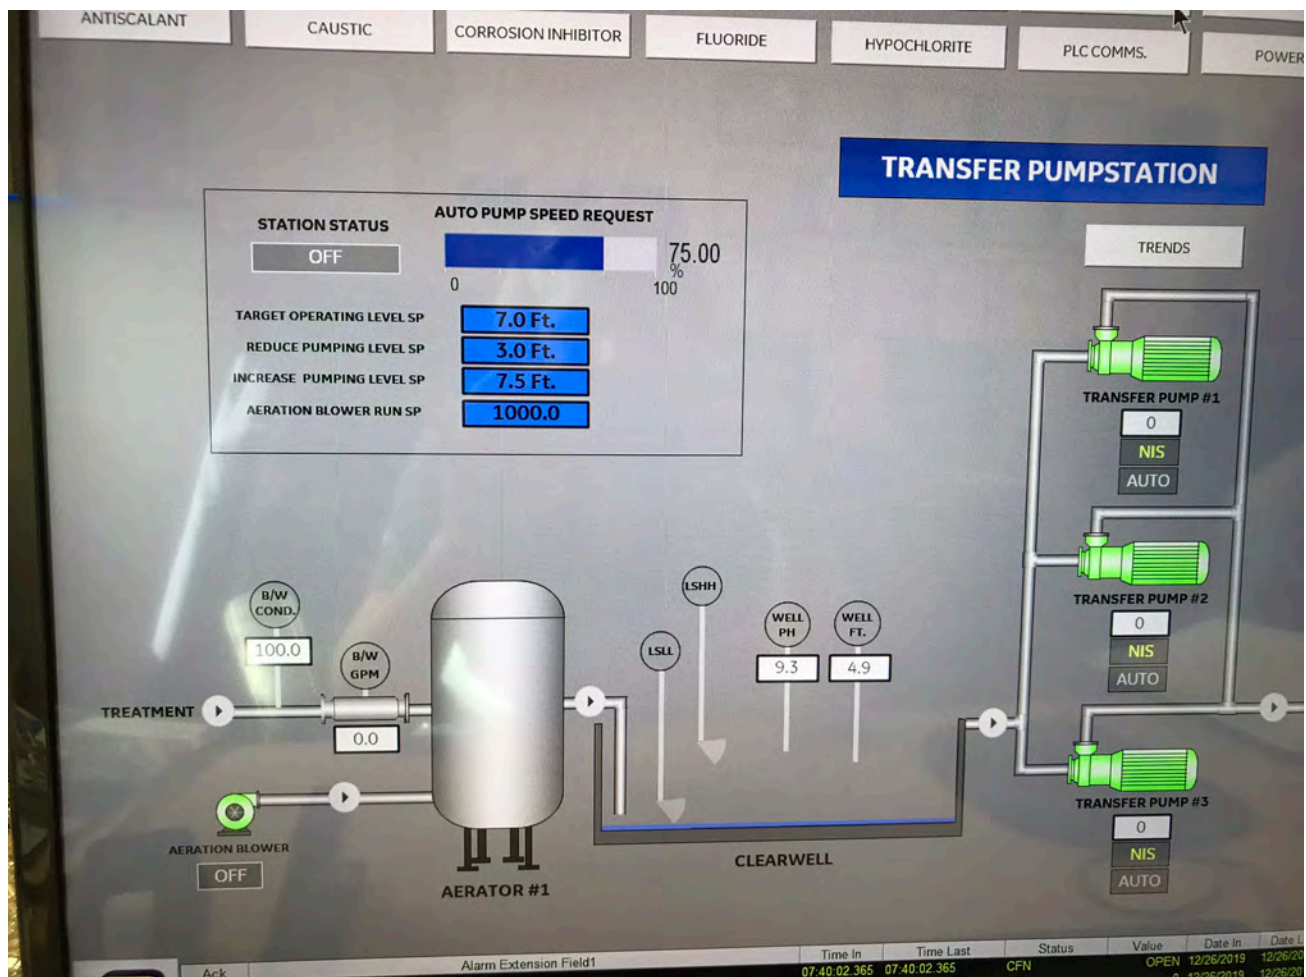 ANTISCALANT
CAUSTIC
CORROSION INHIBITOR
FLUORIDE
HYPOCHLORITE
PLC COMMS.
POWER
TRANSFER PUMPSTATION
TRENDS
STATION STATUS
OFF
AUTO PUMP SPEED REQUEST
75.00
%
0 100
TARGET OPERATING LEVEL SP 7.0 Ft.
REDUCE PUMPING LEVEL SP 3.0 Ft.
INCREASE PUMPING LEVEL SP 7.5 Ft.
AERATION BLOWER RUN SP 1000.0
TRANSFER PUMP #1
0
NIS
AUTO
TRANSFER PUMP #2
0
NIS
AUTO
TRANSFER PUMP #3
0
NIS
AUTO
B/W
COND.
100.0
B/W
GPM
0.0
TREATMENT
AERATION BLOWER
OFF
AERATOR #1
LSLL
LSHH
WELL
PH
9.3
WELL
FT.
4.9
CLEARWELL
Ack Alarm Extension Field1 Time In Time Last Status Value Date In Date L
07:40:02.365 07:40:02.365 CFN OPEN 12/26/2019 12/26/20